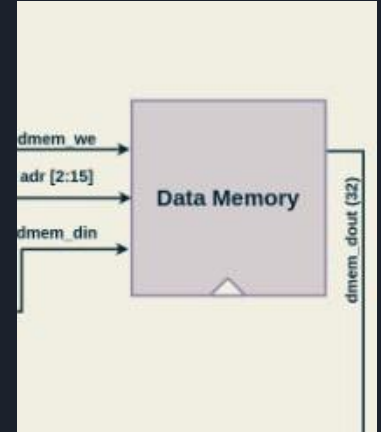 dmem_we
adr [2:15]
dmem_din
Data Memory
dmem_dout (32)